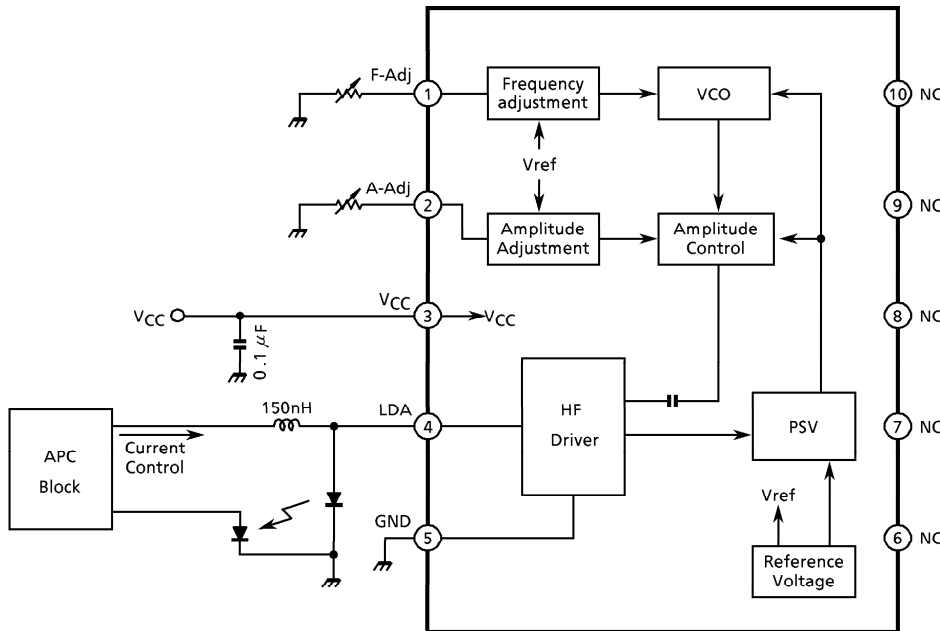 F-Adj
1
Frequency
adjustment
VCO
10
NC
Vref
A-Adj
2
Amplitude
Adjustment
Amplitude
Control
9
NC
VCC
VCC
3
VCC
8
NC
0.1 μF
150nH
LDA
4
HF
Driver
PSV
7
NC
APC
Block
Current
Control
GND
5
Vref
Reference
Voltage
6
NC